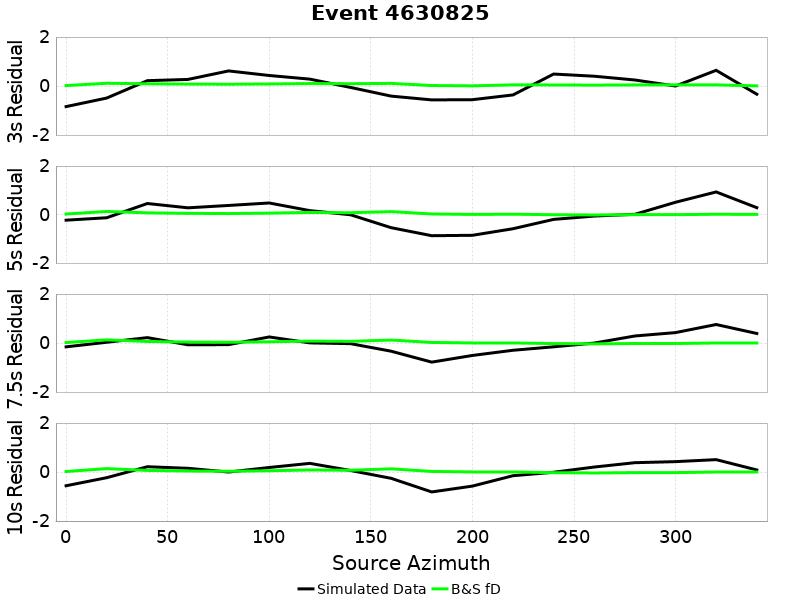 Event 4630825
3s Residual
2
0
-2
5s Residual
2
0
-2
7.5s Residual
2
0
-2
10s Residual
2
0
-2
0 50 100 150 200 250 300
Source Azimuth
Simulated Data B&S fD